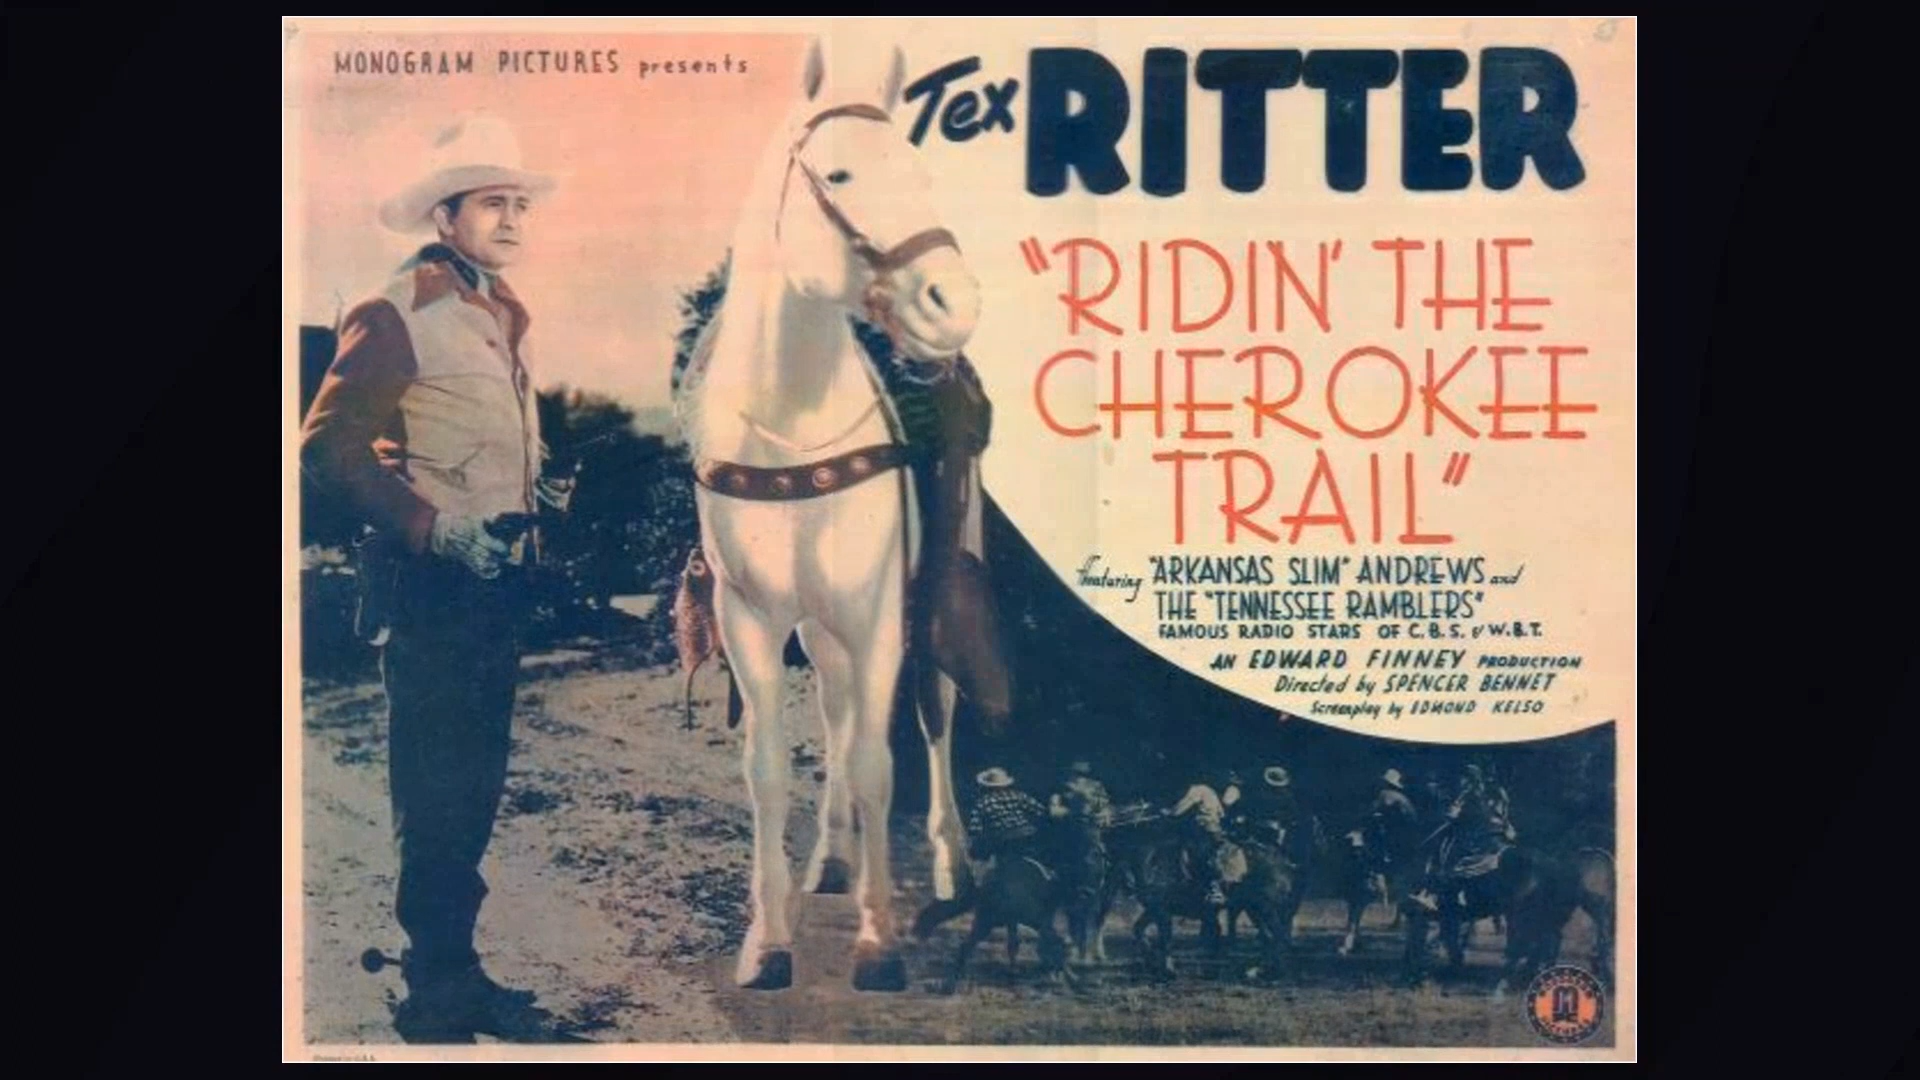 MONOGRAM PICTURES presents
Tex RITTER
"RIDIN' THE
CHEROKEE
TRAIL"
featuring "ARKANSAS SLIM" ANDREWS and
THE "TENNESSEE RAMBLERS"
FAMOUS RADIO STARS OF C.B.S. & W.B.T.
AN EDWARD FINNEY PRODUCTION
Directed by SPENCER BENNET
Screenplay by EDMOND KELSO